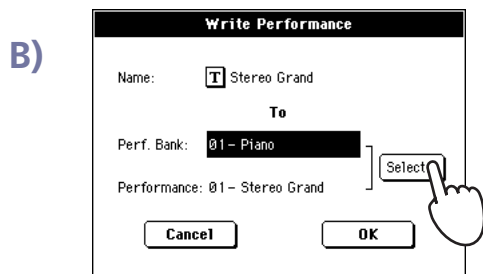 B)
Write Performance
Name: T Stereo Grand
To
Perf. Bank: 01- Piano
Select
Performance: 01- Stereo Grand
Cancel OK